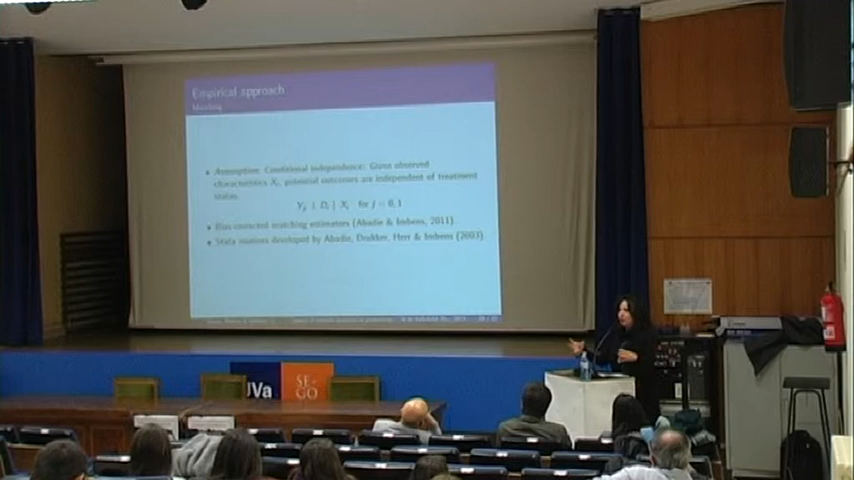 Empirical approach
Matching
Assumption: Conditional independence: Given observed
characteristics Xi, potential outcomes are independent of treatment
status.
Yji ⊥ Di | Xi for j = 0, 1
Bias-corrected matching estimators (Abadie & Imbens, 2011).
Stata routines developed by Abadie, Drukker, Herr & Imbens (2003)
UVa
SE-
GO